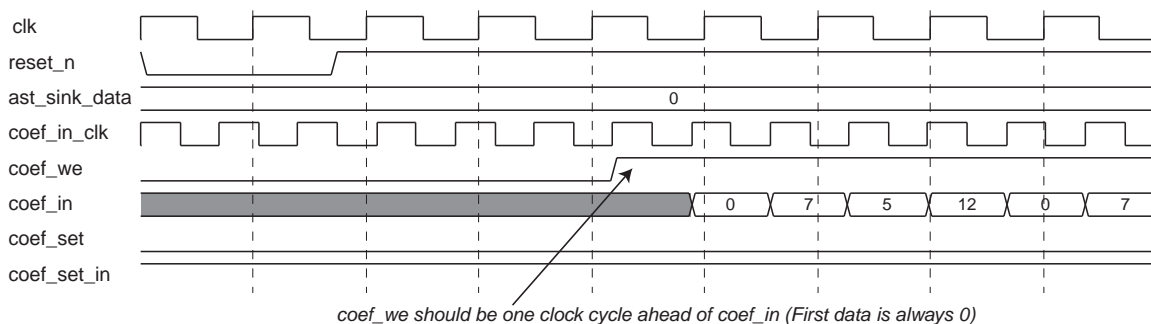 clk
reset_n
ast_sink_data 0
coef_in_clk
coef_we
coef_in 0 7 5 12 0 7
coef_set
coef_set_in
coef_we should be one clock cycle ahead of coef_in (First data is always 0)